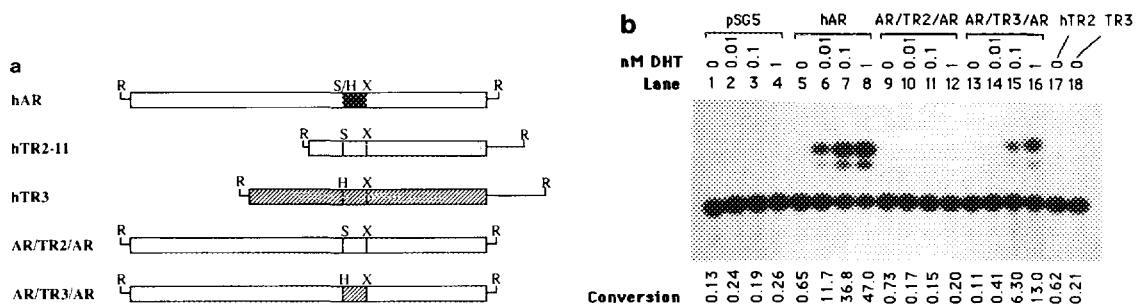 a
S/H X
R R
hAR
S X
R R
hTR2-11
H X
R R
hTR3
S
R X R
AR/TR2/AR
H
R X R
AR/TR3/AR
b
pSG5 hAR AR/TR2/AR AR/TR3/AR hTR2 TR3
nM DHT 0 0.01 0.1 1 0 0.01 0.1 1 0 0.01 0.1 1 0 0.01 0.1 1 0 0
Lane 1 2 3 4 5 6 7 8 9 10 11 12 13 14 15 16 17 18
Conversion 0.13 0.24 0.19 0.26 0.65 11.7 36.8 47.0 0.73 0.17 0.15 0.20 0.11 0.41 0.30 13.0 0.62 0.21